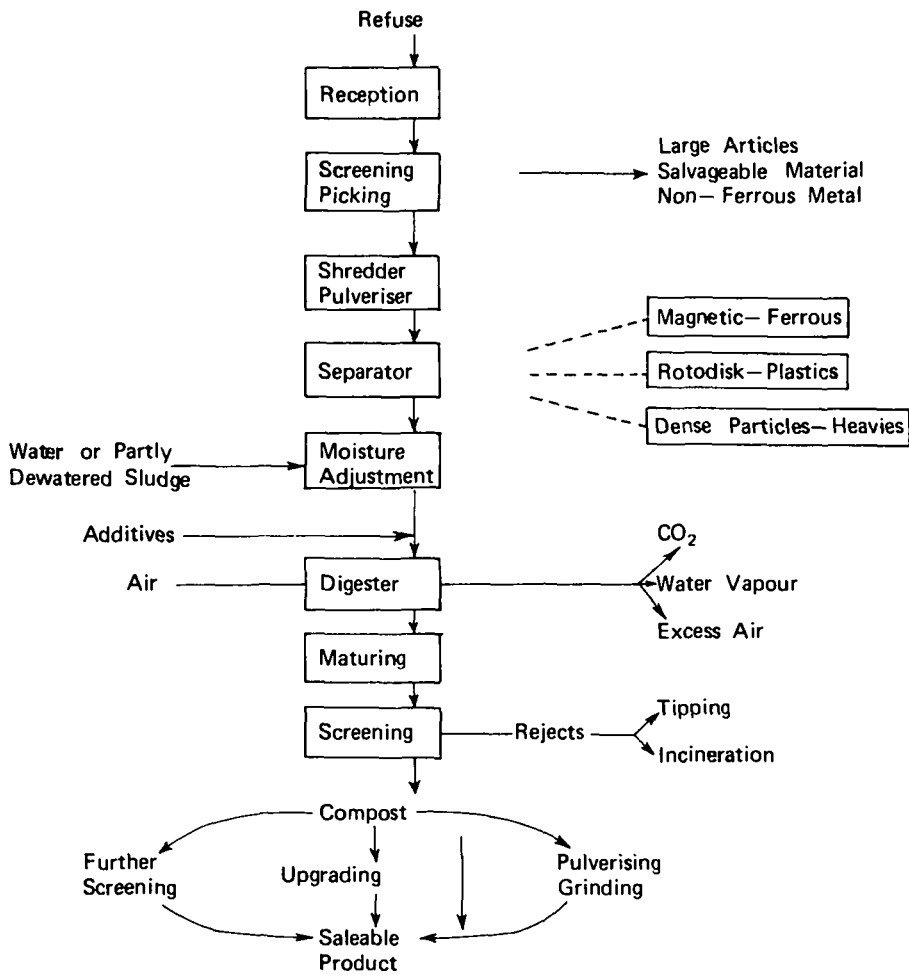 Refuse
Reception
Screening
Picking
Large Articles
Salvageable Material
Non-Ferrous Metal
Shredder
Pulveriser
Magnetic-Ferrous
Separator
Rotodisk-Plastics
Dense Particles-Heavies
Water or Partly
Dewatered Sludge
Moisture
Adjustment
Additives
CO₂
Air
Digester
Water Vapour
Excess Air
Maturing
Tipping
Screening
Rejects
Incineration
Compost
Further
Screening
Upgrading
Pulverising
Grinding
Saleable
Product